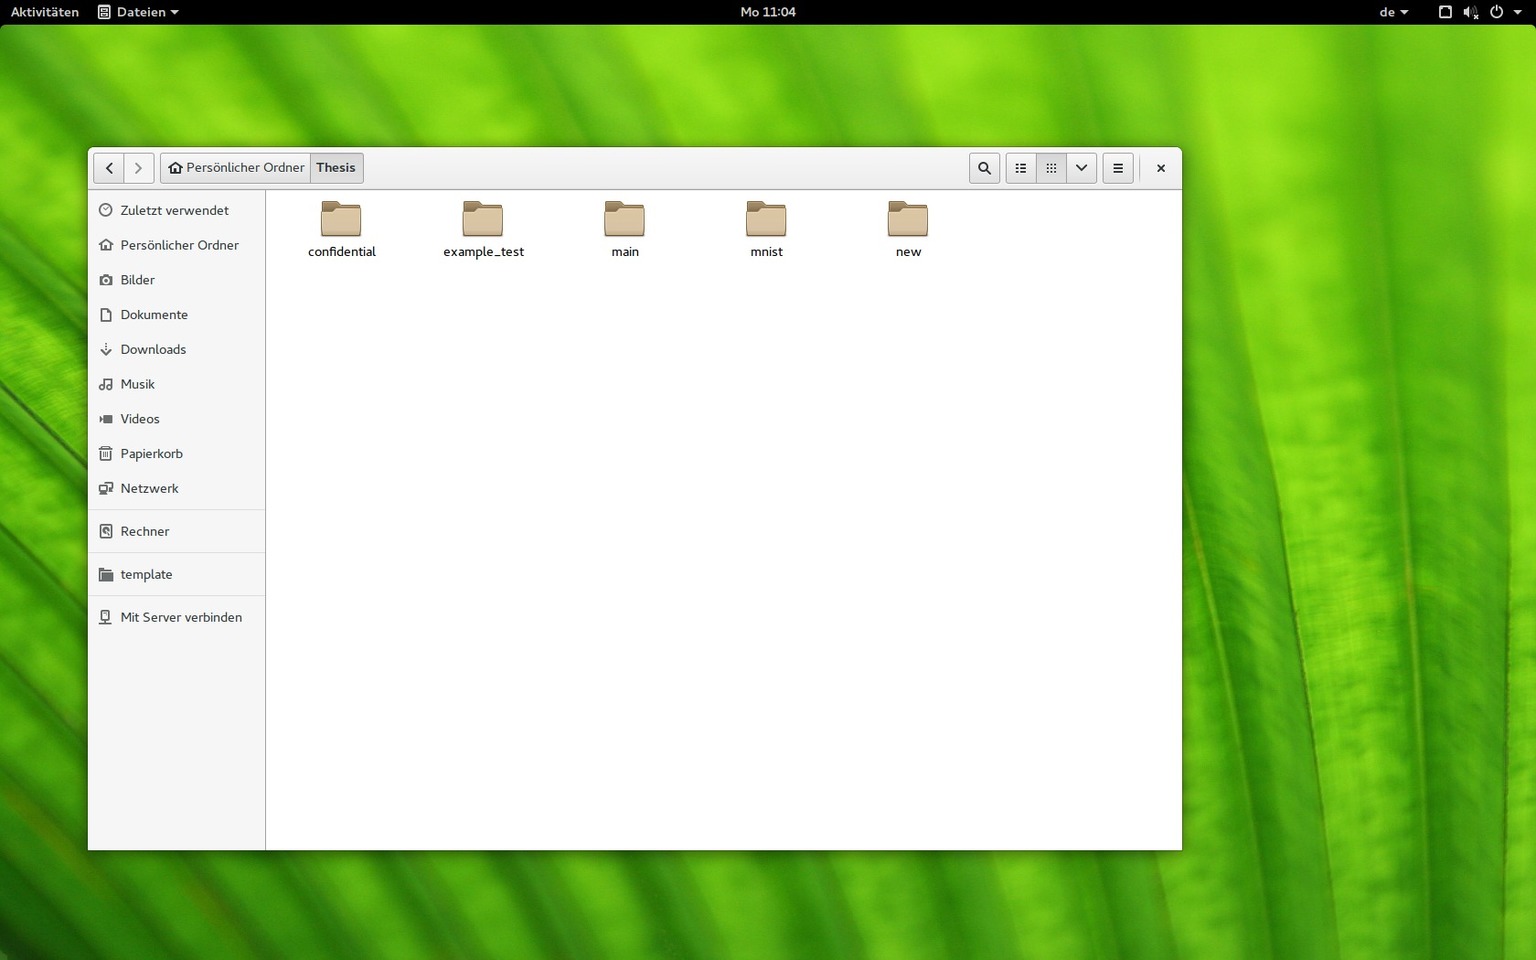 Aktivitäten Dateien Mo 11:04 de
Persönlicher Ordner Thesis
Zuletzt verwendet
Persönlicher Ordner
Bilder
Dokumente
Downloads
Musik
Videos
Papierkorb
Netzwerk
Rechner
template
Mit Server verbinden
confidential example_test main mnist new